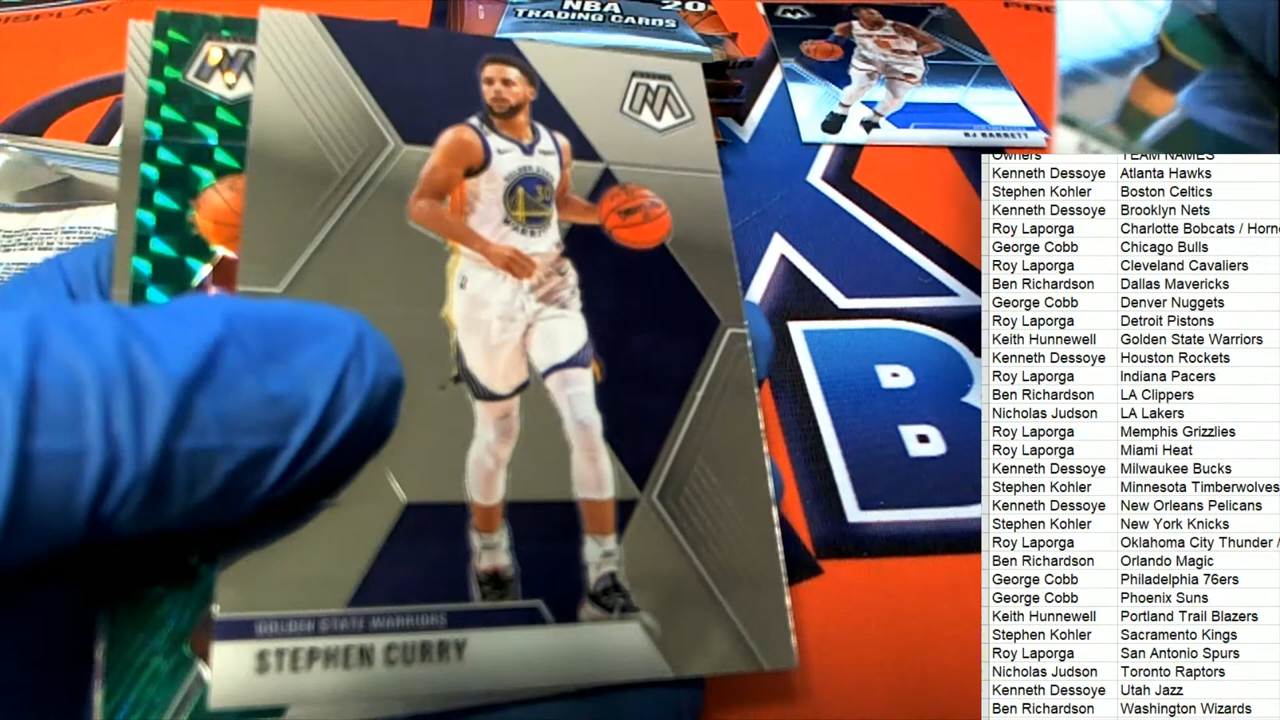 DISPLAY
NBA
TRADING CARDS
20
RJ BARRETT
GOLDEN STATE
WARRIORS
30
GOLDEN STATE WARRIORS
STEPHEN CURRY
B
Owners TEAM NAMES
Kenneth Dessoye Atlanta Hawks
Stephen Kohler Boston Celtics
Kenneth Dessoye Brooklyn Nets
Roy Laporga Charlotte Bobcats / Horn
George Cobb Chicago Bulls
Roy Laporga Cleveland Cavaliers
Ben Richardson Dallas Mavericks
George Cobb Denver Nuggets
Roy Laporga Detroit Pistons
Keith Hunnewell Golden State Warriors
Kenneth Dessoye Houston Rockets
Roy Laporga Indiana Pacers
Ben Richardson LA Clippers
Nicholas Judson LA Lakers
Roy Laporga Memphis Grizzlies
Roy Laporga Miami Heat
Kenneth Dessoye Milwaukee Bucks
Stephen Kohler Minnesota Timberwolves
Kenneth Dessoye New Orleans Pelicans
Stephen Kohler New York Knicks
Roy Laporga Oklahoma City Thunder /
Ben Richardson Orlando Magic
George Cobb Philadelphia 76ers
George Cobb Phoenix Suns
Keith Hunnewell Portland Trail Blazers
Stephen Kohler Sacramento Kings
Roy Laporga San Antonio Spurs
Nicholas Judson Toronto Raptors
Kenneth Dessoye Utah Jazz
Ben Richardson Washington Wizards